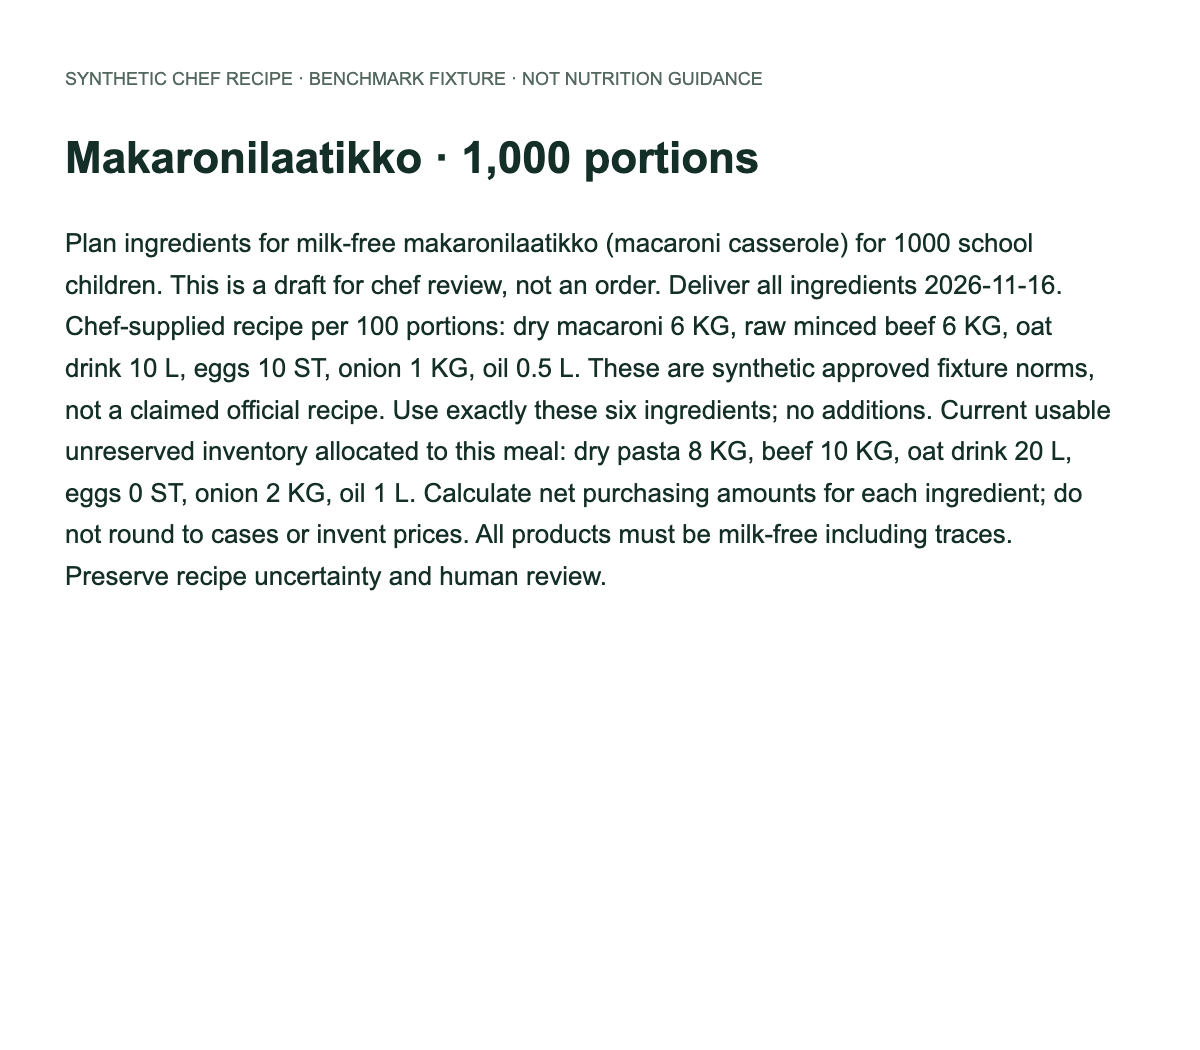 SYNTHETIC CHEF RECIPE · BENCHMARK FIXTURE · NOT NUTRITION GUIDANCE
Makaronilaatikko · 1,000 portions
Plan ingredients for milk-free makaronilaatikko (macaroni casserole) for 1000 school
children. This is a draft for chef review, not an order. Deliver all ingredients 2026-11-16.
Chef-supplied recipe per 100 portions: dry macaroni 6 KG, raw minced beef 6 KG, oat
drink 10 L, eggs 10 ST, onion 1 KG, oil 0.5 L. These are synthetic approved fixture norms,
not a claimed official recipe. Use exactly these six ingredients; no additions. Current usable
unreserved inventory allocated to this meal: dry pasta 8 KG, beef 10 KG, oat drink 20 L,
eggs 0 ST, onion 2 KG, oil 1 L. Calculate net purchasing amounts for each ingredient; do
not round to cases or invent prices. All products must be milk-free including traces.
Preserve recipe uncertainty and human review.